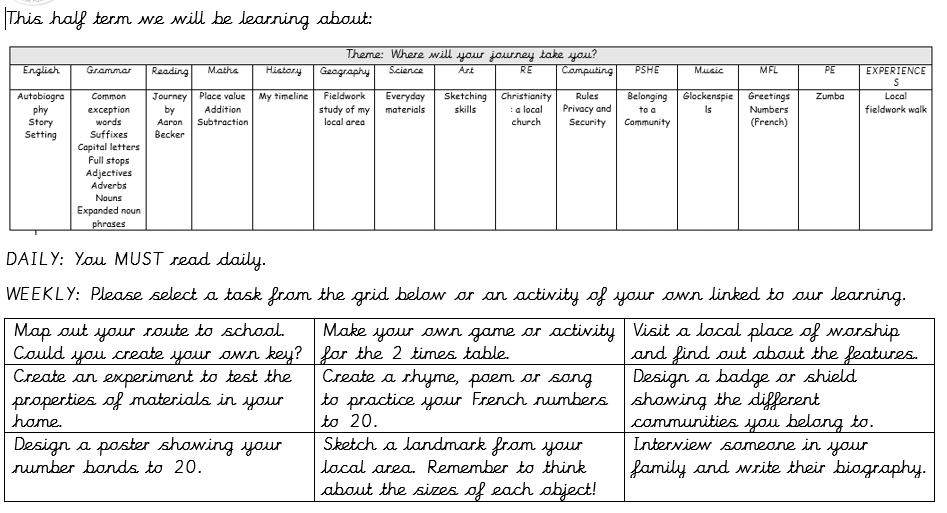 This half term we will be learning about:
Theme: Where will your journey take you?
English Grammar Reading Maths History Geography Science Art RE Computing PSHE Music MFL PE EXPERIENCE
S
Autobiogra
phy
Story
Setting
Common
exception
words
Suffixes
Capital letters
Full stops
Adjectives
Adverbs
Nouns
Expanded noun
phrases
Journey
by
Aaron
Becker
Place value
Addition
Subtraction
My timeline
Fieldwork
study of my
local area
Everyday
materials
Sketching
skills
Christianity
: a local
church
Rules
Privacy and
Security
Belonging
to a
Community
Glockenspie
ls
Greetings
Numbers
(French)
Zumba
Local
fieldwork walk
DAILY: You MUST read daily.
WEEKLY: Please select a task from the grid below or an activity of your own linked to our learning.
Map out your route to school.
Could you create your own key?
Make your own game or activity
for the 2 times table.
Visit a local place of worship
and find out about the features.
Create an experiment to test the
properties of materials in your
home.
Create a rhyme, poem or song
to practice your French numbers
to 20.
Design a badge or shield
showing the different
communities you belong to.
Design a poster showing your
number bonds to 20.
Sketch a landmark from your
local area. Remember to think
about the sizes of each object!
Interview someone in your
family and write their biography.